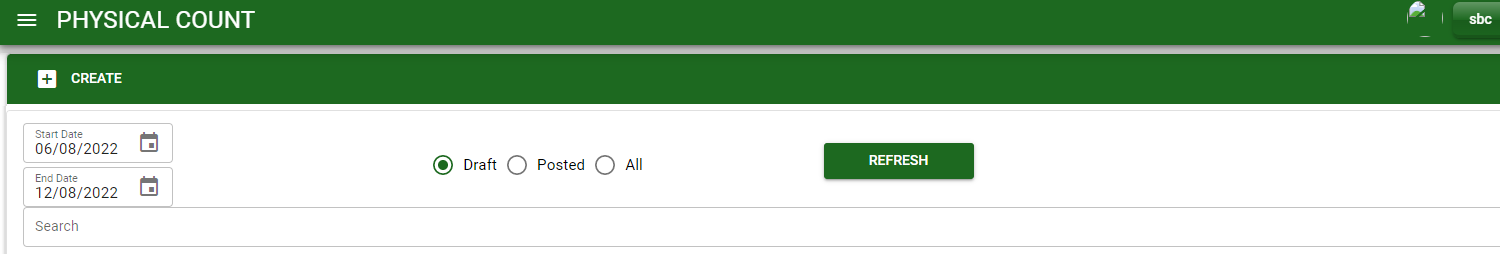 PHYSICAL COUNT
sbc
CREATE
Start Date
06/08/2022
End Date
12/08/2022
Draft Posted All
REFRESH
Search